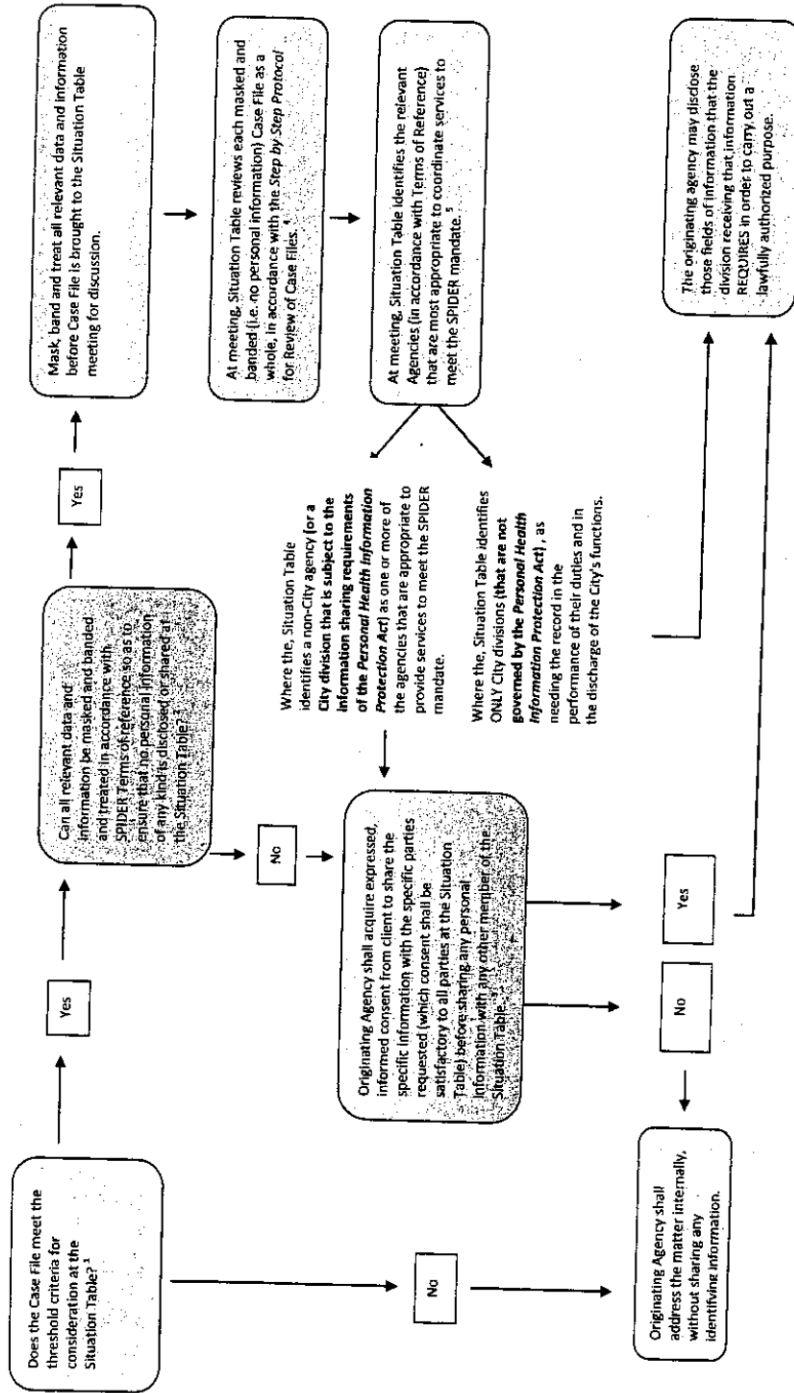 Does the Case File meet the
threshold criteria for
consideration at the
Situation Table? 1
Yes
Can all relevant data and
information be masked and banded
and treated in accordance with
SPIDER Terms of reference so as to
ensure that no personal information
of any kind is disclosed or shared at
the Situation Table?
Yes
Mask, band and treat all relevant data and information
before Case File is brought to the Situation Table
meeting for discussion.
At meeting, Situation Table reviews each masked and
banded (i.e. no personal information) Case File as a
whole, in accordance with the Step by Step Protocol
for Review of Case Files. 4
At meeting, Situation Table identifies the relevant
Agencies (in accordance with Terms of Reference)
that are most appropriate to coordinate services to
meet the SPIDER mandate. 5
No
Where the, Situation Table
identifies a non-City agency (or a
City division that is subject to the
information sharing requirements
of the Personal Health Information
Protection Act) as one or more of
the agencies that are appropriate to
provide services to meet the SPIDER
mandate.
Where the, Situation Table identifies
ONLY City divisions (that are not
governed by the Personal Health
Information Protection Act) , as
needing the record in the
performance of their duties and in
the discharge of the City's functions.
Originating Agency shall acquire expressed,
informed consent from client to share the
specific information with the specific parties
requested (which consent shall be
satisfactory to all parties at the Situation
Table) before sharing any personal
Information with any other member of the
Situation Table.
No
No
Yes
Originating Agency shall
address the matter internally,
without sharing any
identifying information.
The originating agency may disclose
those fields of information that the
division receiving that information
REQUIRES in order to carry out a
lawfully authorized purpose.